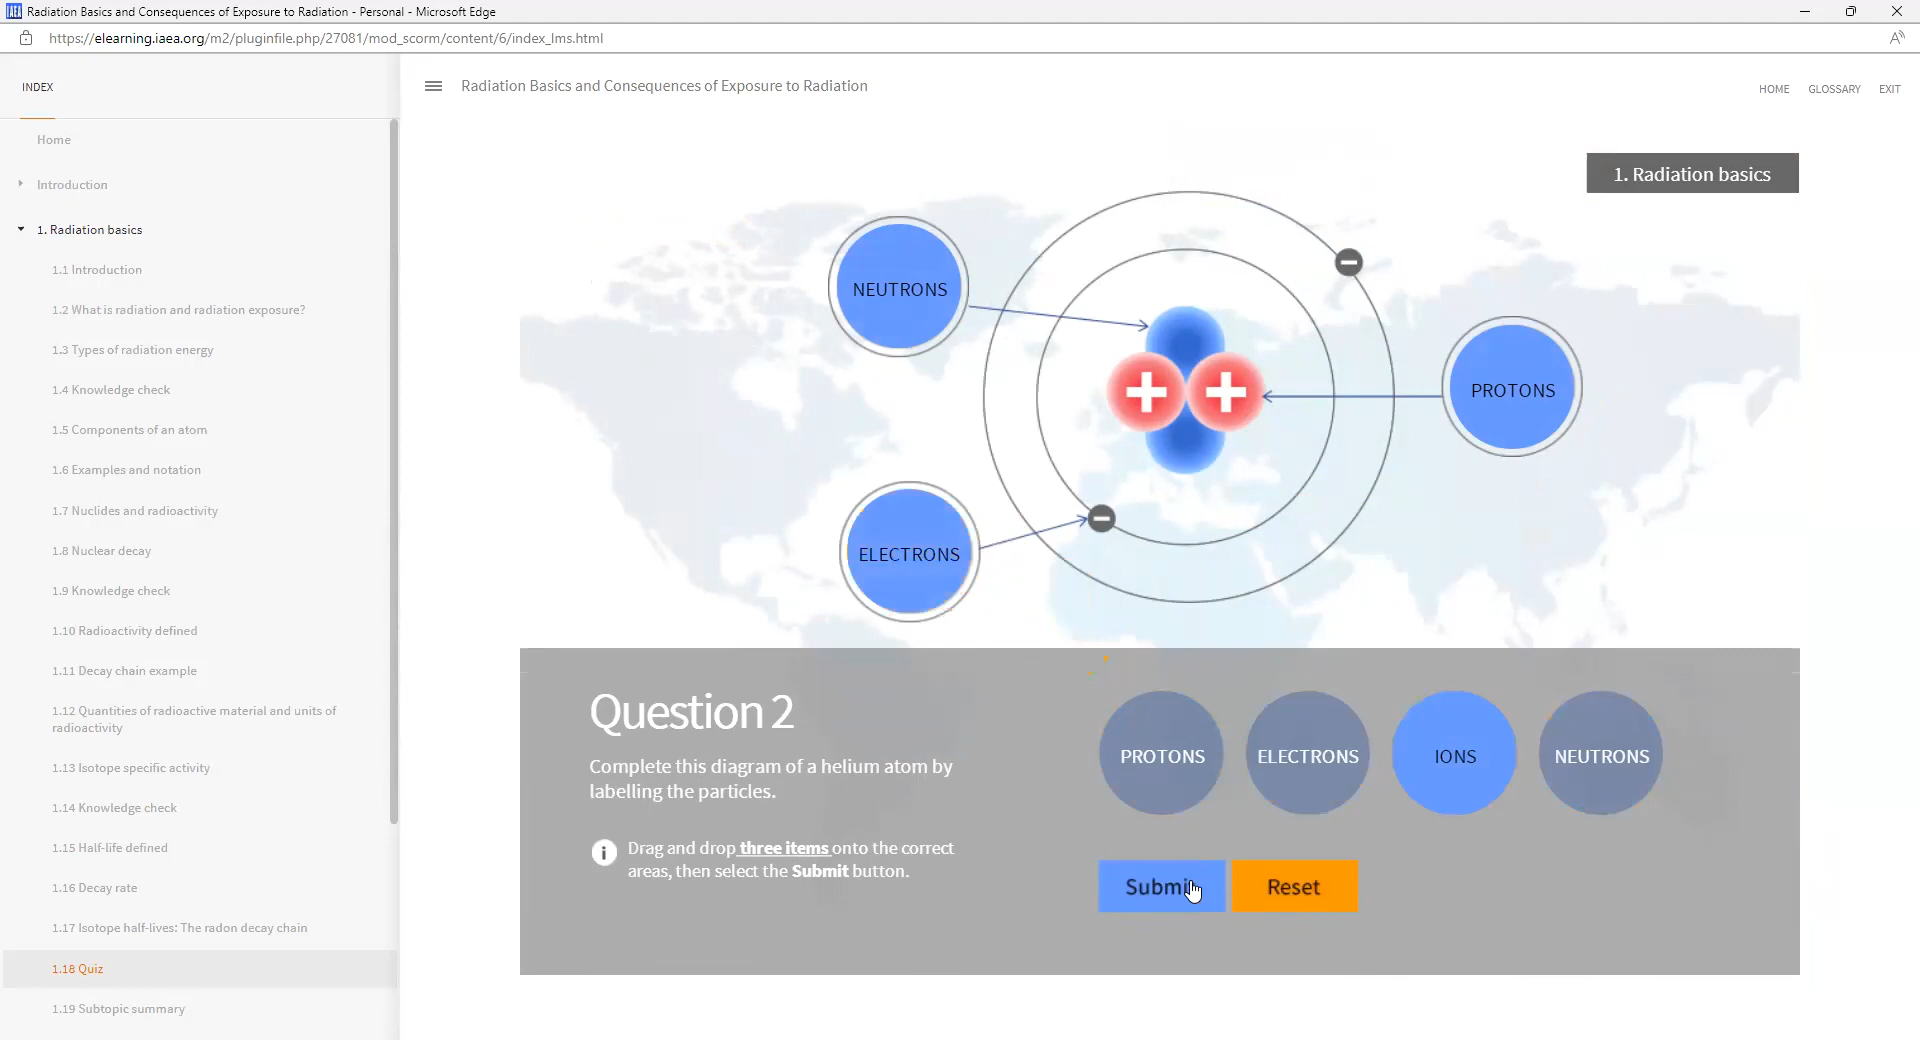 IAEA Radiation Basics and Consequences of Exposure to Radiation - Personal - Microsoft Edge
https://elearning.iaea.org/m2/pluginfile.php/27081/mod_scorm/content/6/index_lms.html
INDEX
Radiation Basics and Consequences of Exposure to Radiation
HOME GLOSSARY EXIT
Home
Introduction
1. Radiation basics
1.1 Introduction
1.2 What is radiation and radiation exposure?
1.3 Types of radiation energy
1.4 Knowledge check
1.5 Components of an atom
1.6 Examples and notation
1.7 Nuclides and radioactivity
1.8 Nuclear decay
1.9 Knowledge check
1.10 Radioactivity defined
1.11 Decay chain example
1.12 Quantities of radioactive material and units of
radioactivity
1.13 Isotope specific activity
1.14 Knowledge check
1.15 Half-life defined
1.16 Decay rate
1.17 Isotope half-lives: The radon decay chain
1.18 Quiz
1.19 Subtopic summary
1. Radiation basics
NEUTRONS
PROTONS
ELECTRONS
Question 2
Complete this diagram of a helium atom by
labelling the particles.
Drag and drop three items onto the correct
areas, then select the Submit button.
PROTONS ELECTRONS IONS NEUTRONS
Submit Reset